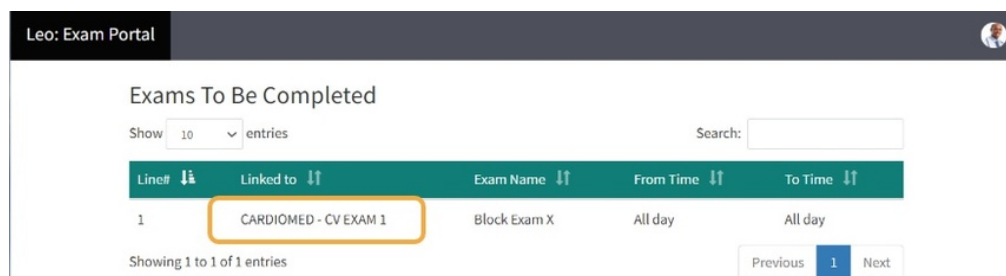 Leo: Exam Portal
Exams To Be Completed
Show 10 entries Search:
Line# Linked to Exam Name From Time To Time
1 CARDIOMED - CV EXAM 1 Block Exam X All day All day
Showing 1 to 1 of 1 entries Previous 1 Next